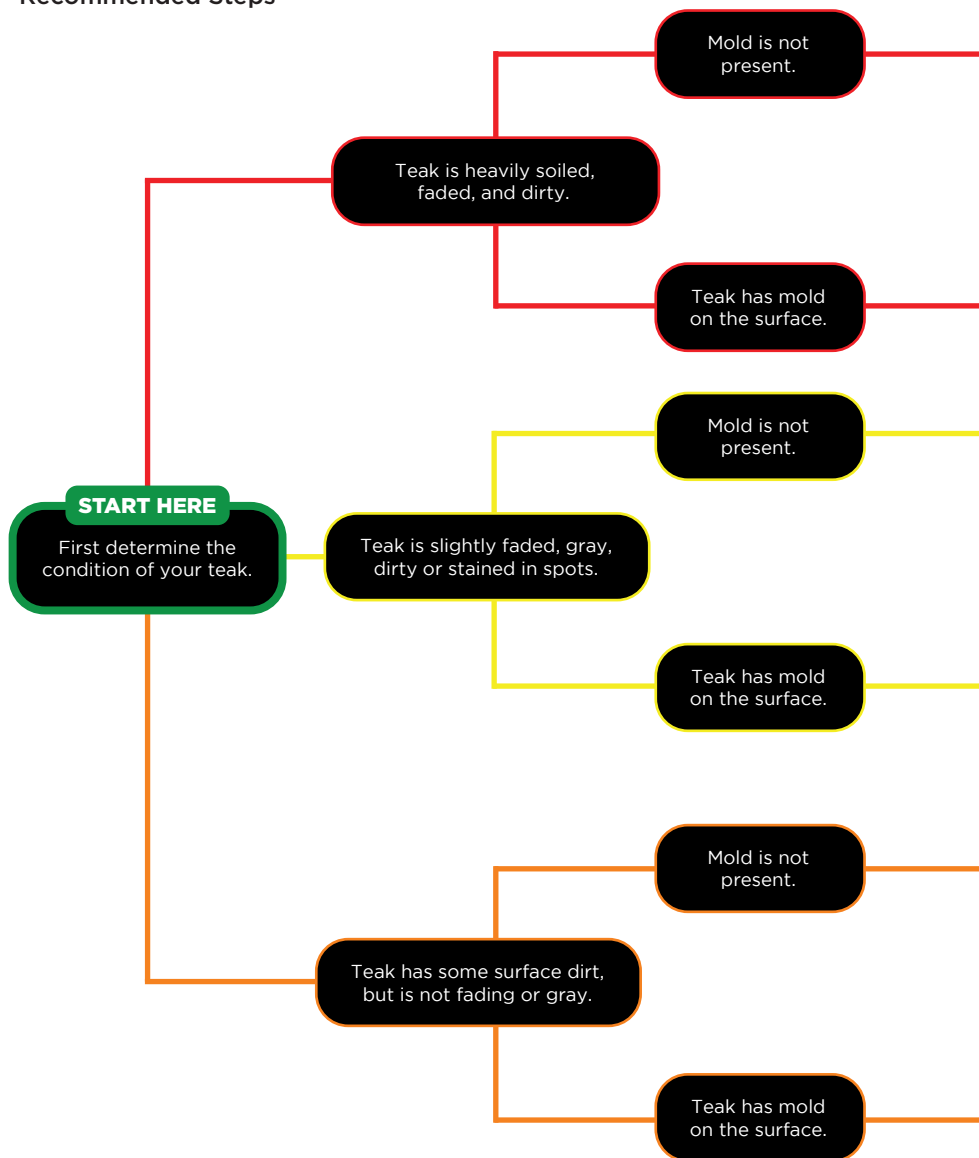 Recommended Steps
Mold is not
present.
Teak is heavily soiled,
faded, and dirty.
Teak has mold
on the surface.
Mold is not
present.
START HERE
First determine the
condition of your teak.
Teak is slightly faded, gray,
dirty or stained in spots.
Teak has mold
on the surface.
Mold is not
present.
Teak has some surface dirt,
but is not fading or gray.
Teak has mold
on the surface.